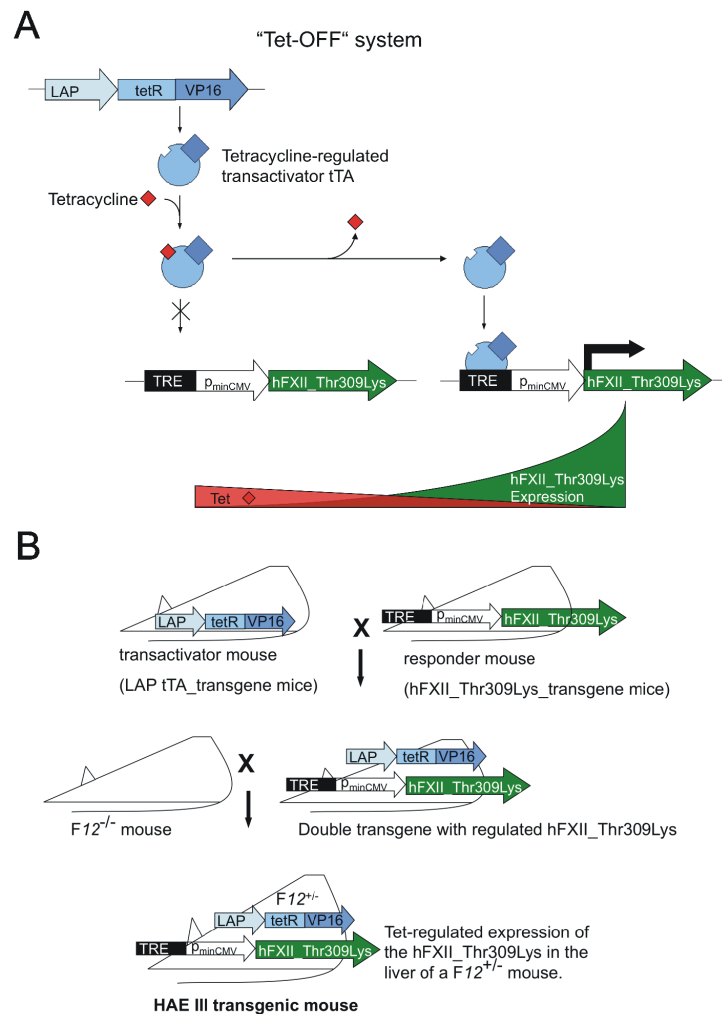 A
"Tet-OFF" system
LAP tetR VP16
Tetracycline-regulated
transactivator tTA
Tetracycline
TRE pminCMV hFXII_Thr309Lys
TRE pminCMV hFXII_Thr309Lys
Tet
hFXII_Thr309Lys
Expression
B
LAP tetR VP16
X
TRE pminCMV hFXII_Thr309Lys
transactivator mouse
(LAP tTA_transgene mice)
responder mouse
(hFXII_Thr309Lys_transgene mice)
X
LAP tetR VP16
TRE pminCMV hFXII_Thr309Lys
F12-/- mouse
Double transgene with regulated hFXII_Thr309Lys
F12+/-
LAP tetR VP16
TRE pminCMV hFXII_Thr309Lys
Tet-regulated expression of
the hFXII_Thr309Lys in the
liver of a F12+/- mouse.
HAE III transgenic mouse